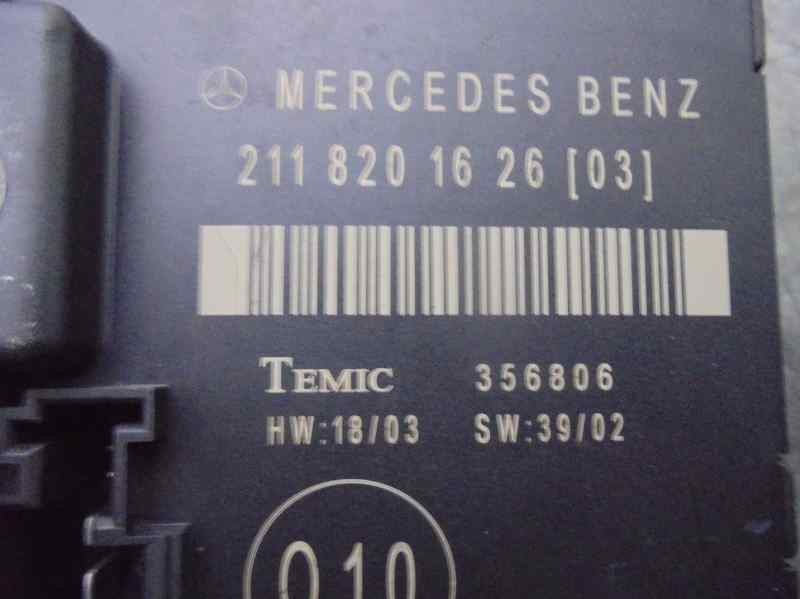 MERCEDES BENZ
211 820 16 26 [03]
TEMIC 356806
HW:18/03 SW:39/02
010